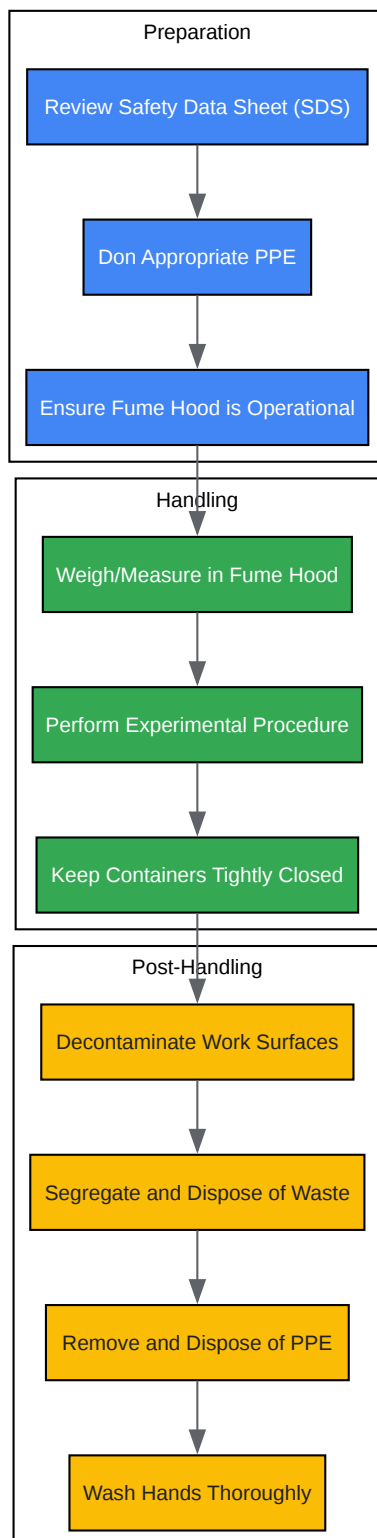 Preparation
Review Safety Data Sheet (SDS)
Don Appropriate PPE
Ensure Fume Hood is Operational
Handling
Weigh/Measure in Fume Hood
Perform Experimental Procedure
Keep Containers Tightly Closed
Post-Handling
Decontaminate Work Surfaces
Segregate and Dispose of Waste
Remove and Dispose of PPE
Wash Hands Thoroughly